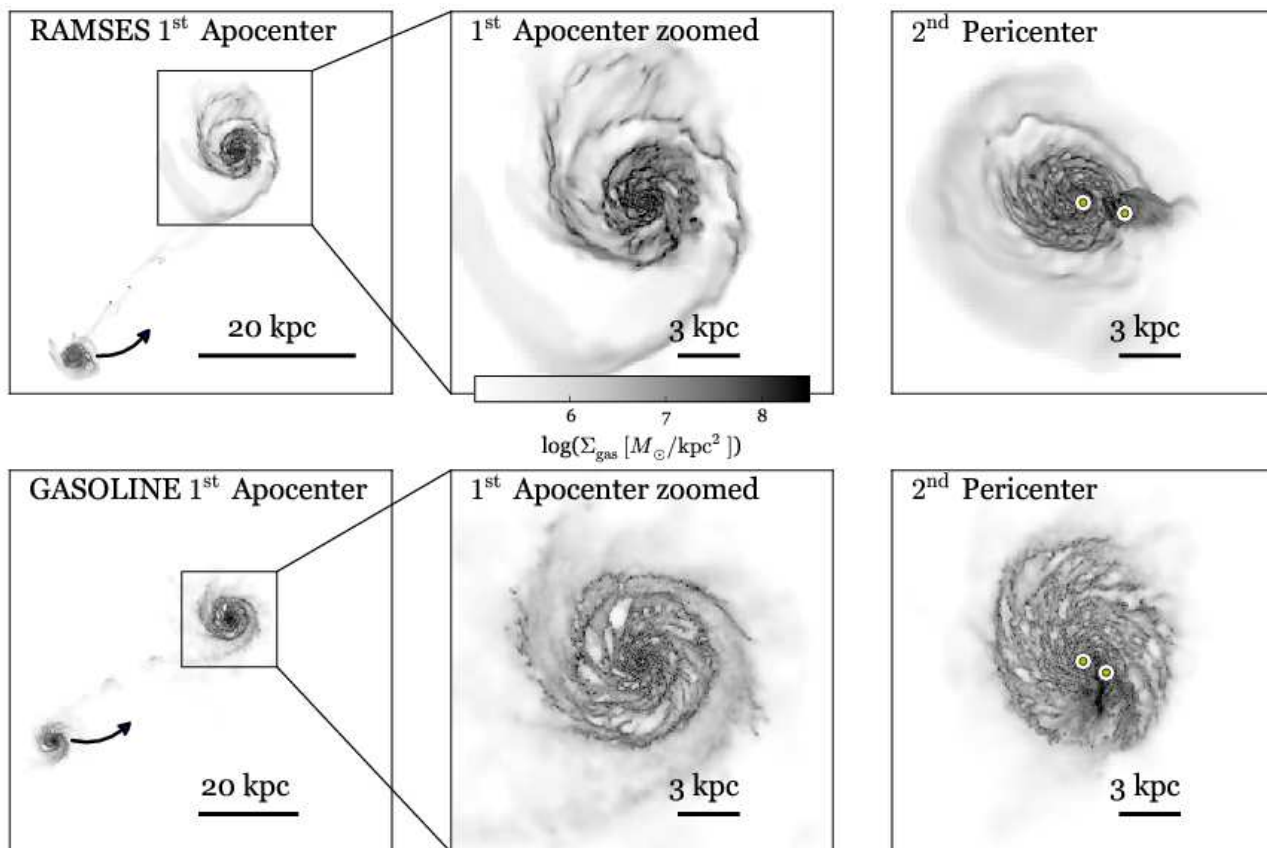 RAMSES 1st Apocenter
1st Apocenter zoomed
2nd Pericenter
20 kpc
3 kpc
3 kpc
6 7 8
log(Σgas [M⊙/kpc2 ])
GASOLINE 1st Apocenter
1st Apocenter zoomed
2nd Pericenter
20 kpc
3 kpc
3 kpc